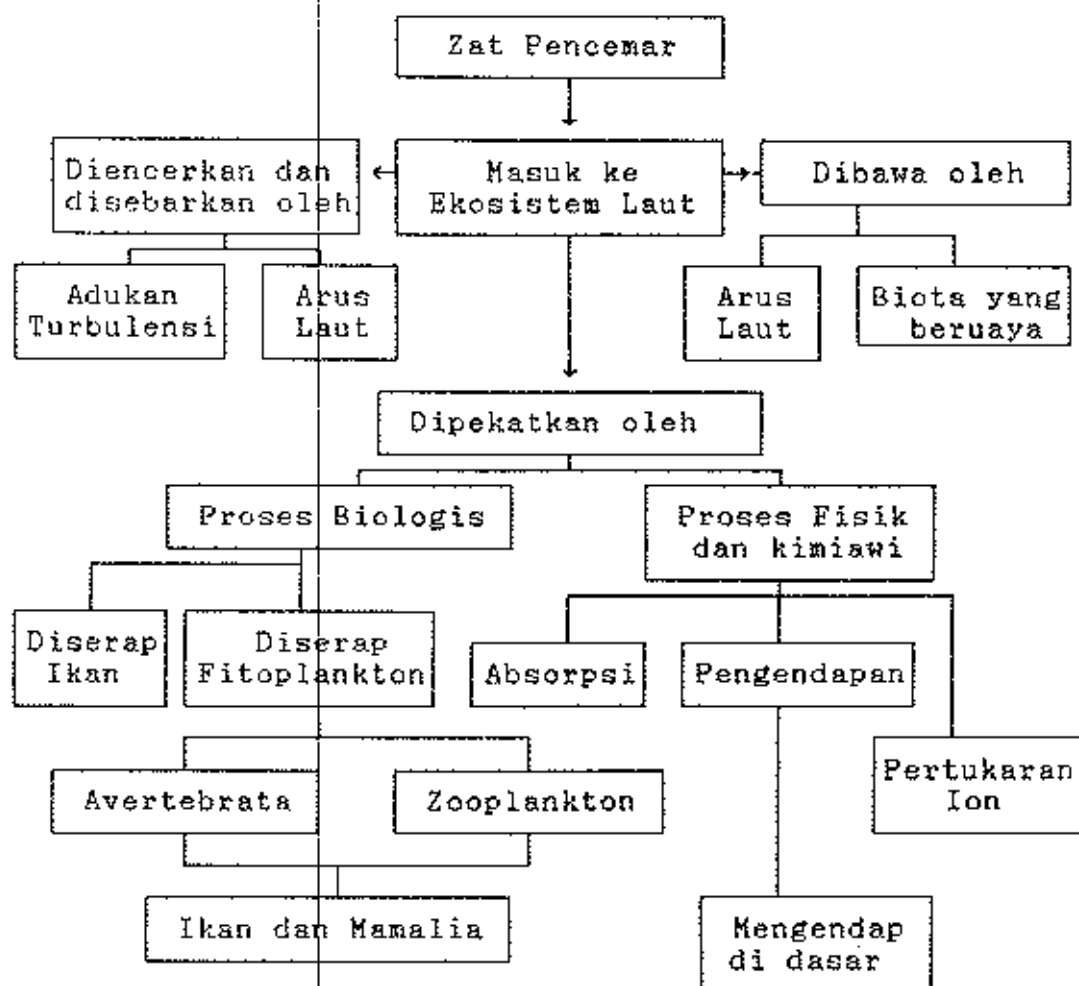 Zat Pencemar
Diencerkan dan
disebarkan oleh
Masuk ke
Ekosistem Laut
Dibawa oleh
Adukan
Turbulensi
Arus
Laut
Arus
Laut
Biota yang
beruaya
Dipekatkan oleh
Proses Biologis
Proses Fisik
dan kimiawi
Diserap
Ikan
Diserap
Fitoplankton
Absorpsi
Pengendapan
Pertukaran
Ion
Avertebrata
Zooplankton
Ikan dan Mamalia
Mengendap
di dasar